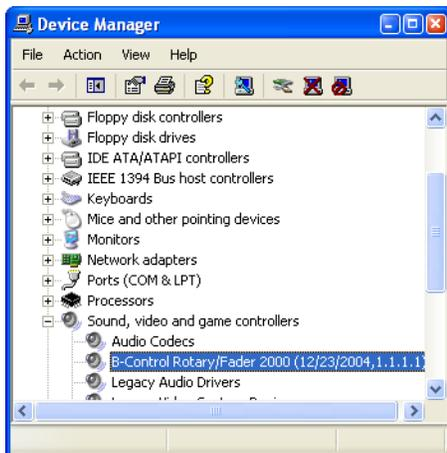 Device Manager
File Action View Help
Floppy disk controllers
Floppy disk drives
IDE ATA/ATAPI controllers
IEEE 1394 Bus host controllers
Keyboards
Mice and other pointing devices
Monitors
Network adapters
Ports (COM & LPT)
Processors
Sound, video and game controllers
Audio Codecs
B-Control Rotary/Fader 2000 (12/23/2004,1.1.1.1)
Legacy Audio Drivers